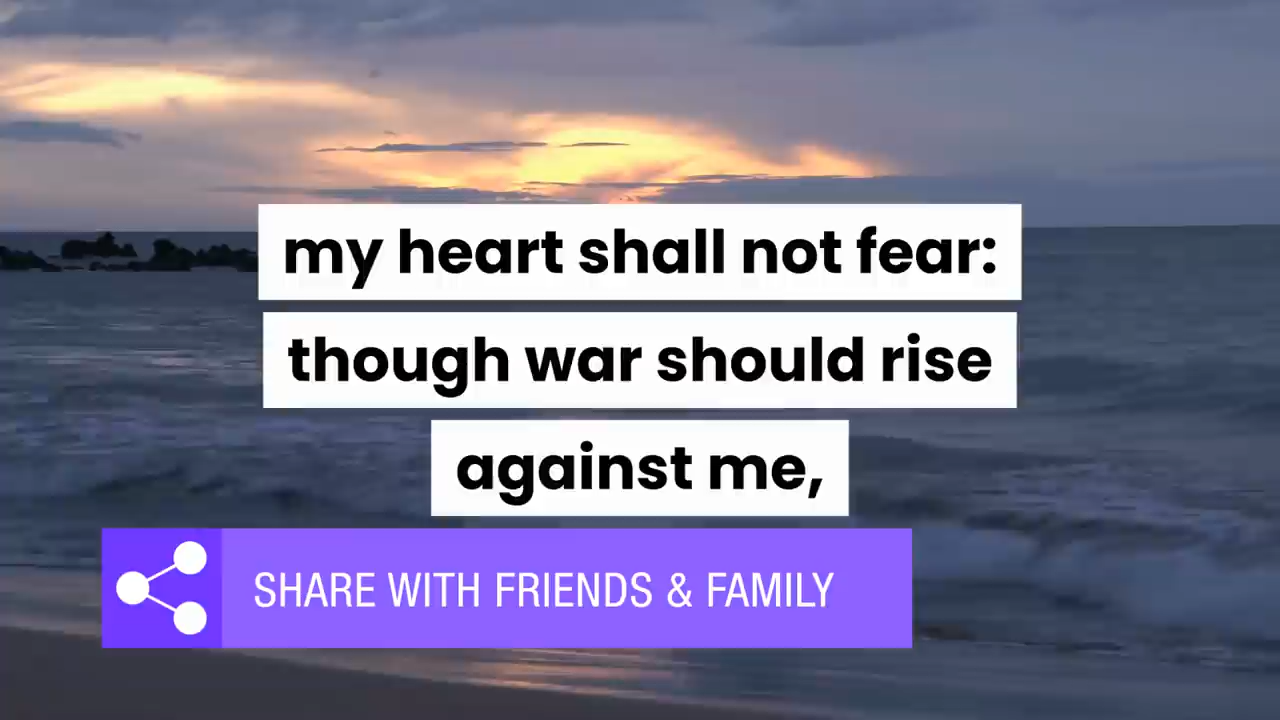 my heart shall not fear:
though war should rise
against me,
SHARE WITH FRIENDS & FAMILY